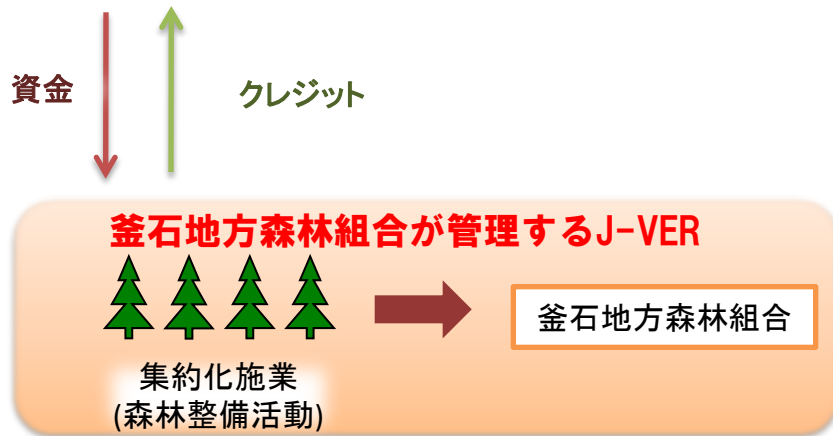 資金
クレジット
釜石地方森林組合が管理するJ-VER
釜石地方森林組合
集約化施業
(森林整備活動)